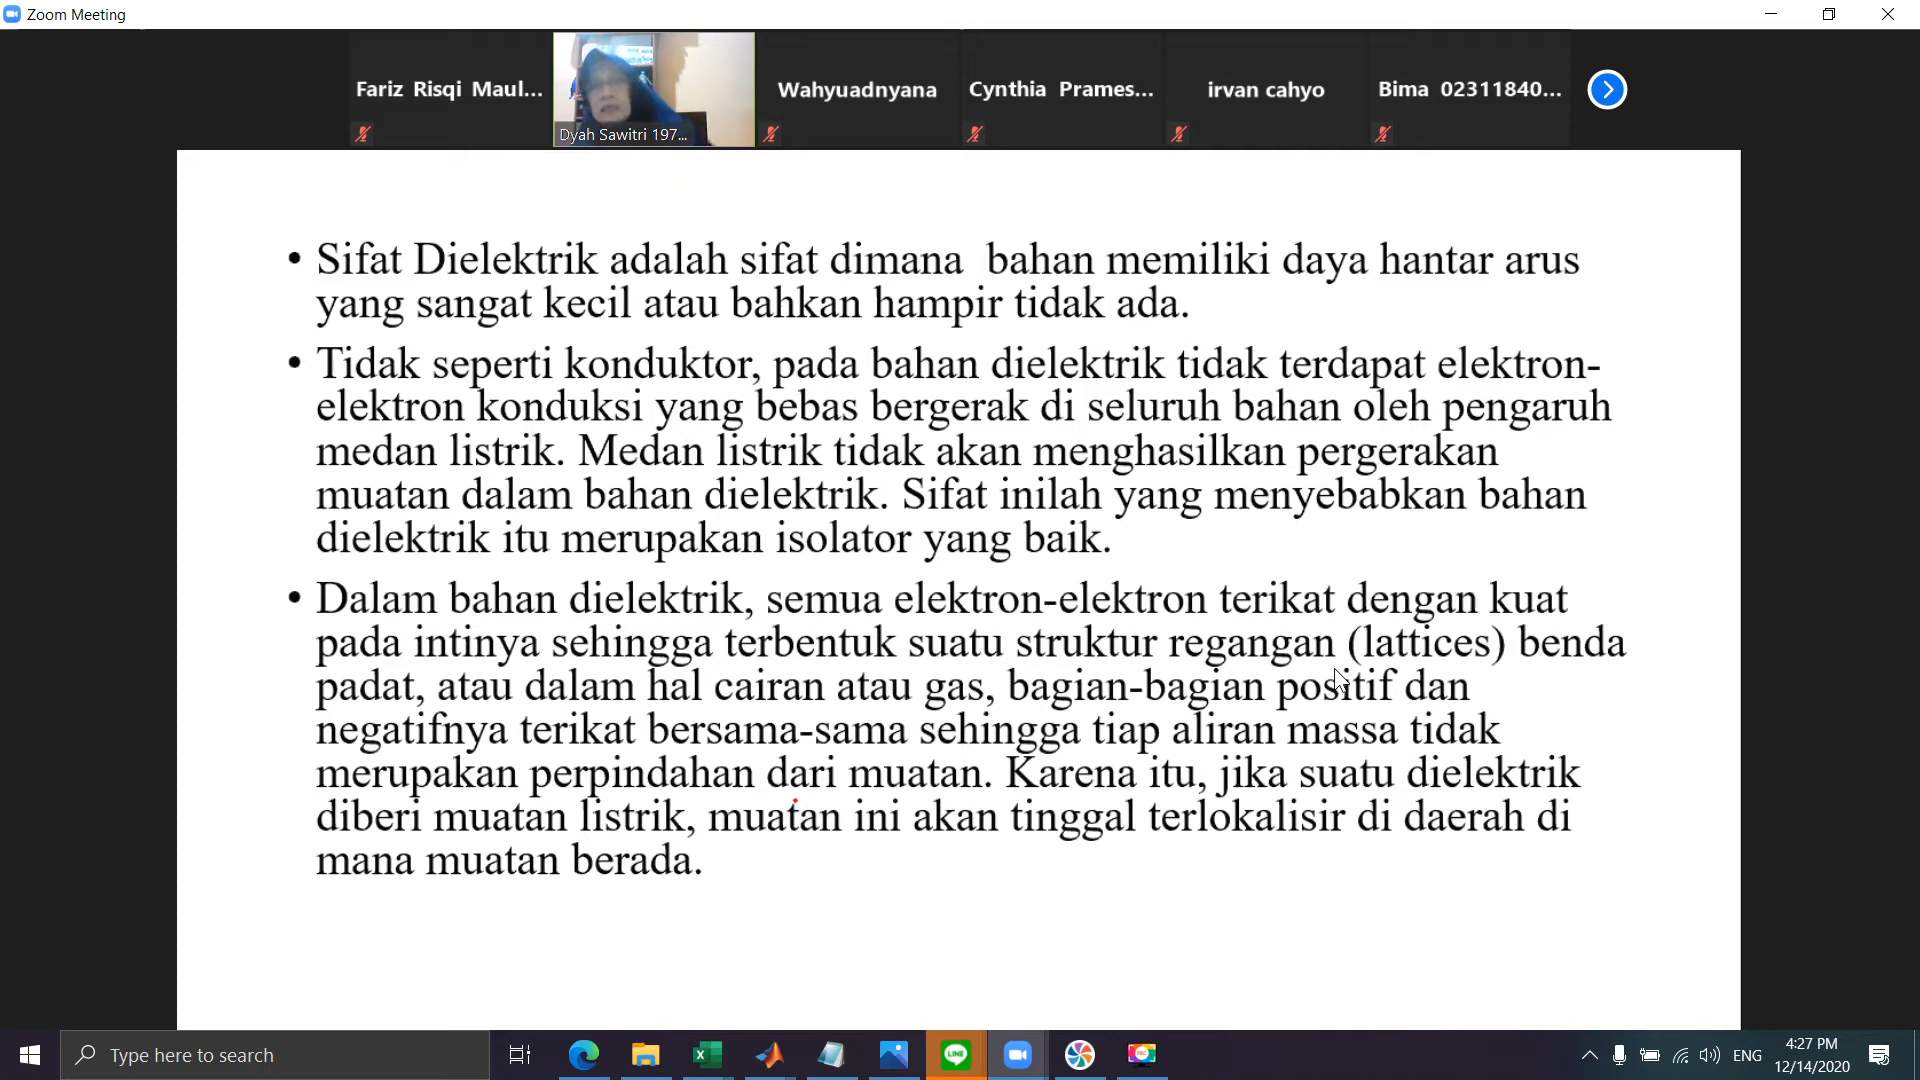 Zoom Meeting
Fariz Risqi Maul...
Dyah Sawitri 197...
Wahyuadnyana
Cynthia Prames...
irvan cahyo
Bima 02311840...
• Sifat Dielektrik adalah sifat dimana bahan memiliki daya hantar arus
yang sangat kecil atau bahkan hampir tidak ada.
• Tidak seperti konduktor, pada bahan dielektrik tidak terdapat elektron-
elektron konduksi yang bebas bergerak di seluruh bahan oleh pengaruh
medan listrik. Medan listrik tidak akan menghasilkan pergerakan
muatan dalam bahan dielektrik. Sifat inilah yang menyebabkan bahan
dielektrik itu merupakan isolator yang baik.
• Dalam bahan dielektrik, semua elektron-elektron terikat dengan kuat
pada intinya sehingga terbentuk suatu struktur regangan (lattices) benda
padat, atau dalam hal cairan atau gas, bagian-bagian positif dan
negatifnya terikat bersama-sama sehingga tiap aliran massa tidak
merupakan perpindahan dari muatan. Karena itu, jika suatu dielektrik
diberi muatan listrik, muatan ini akan tinggal terlokalisir di daerah di
mana muatan berada.
Type here to search
LINE
REC
ENG
4:27 PM
12/14/2020